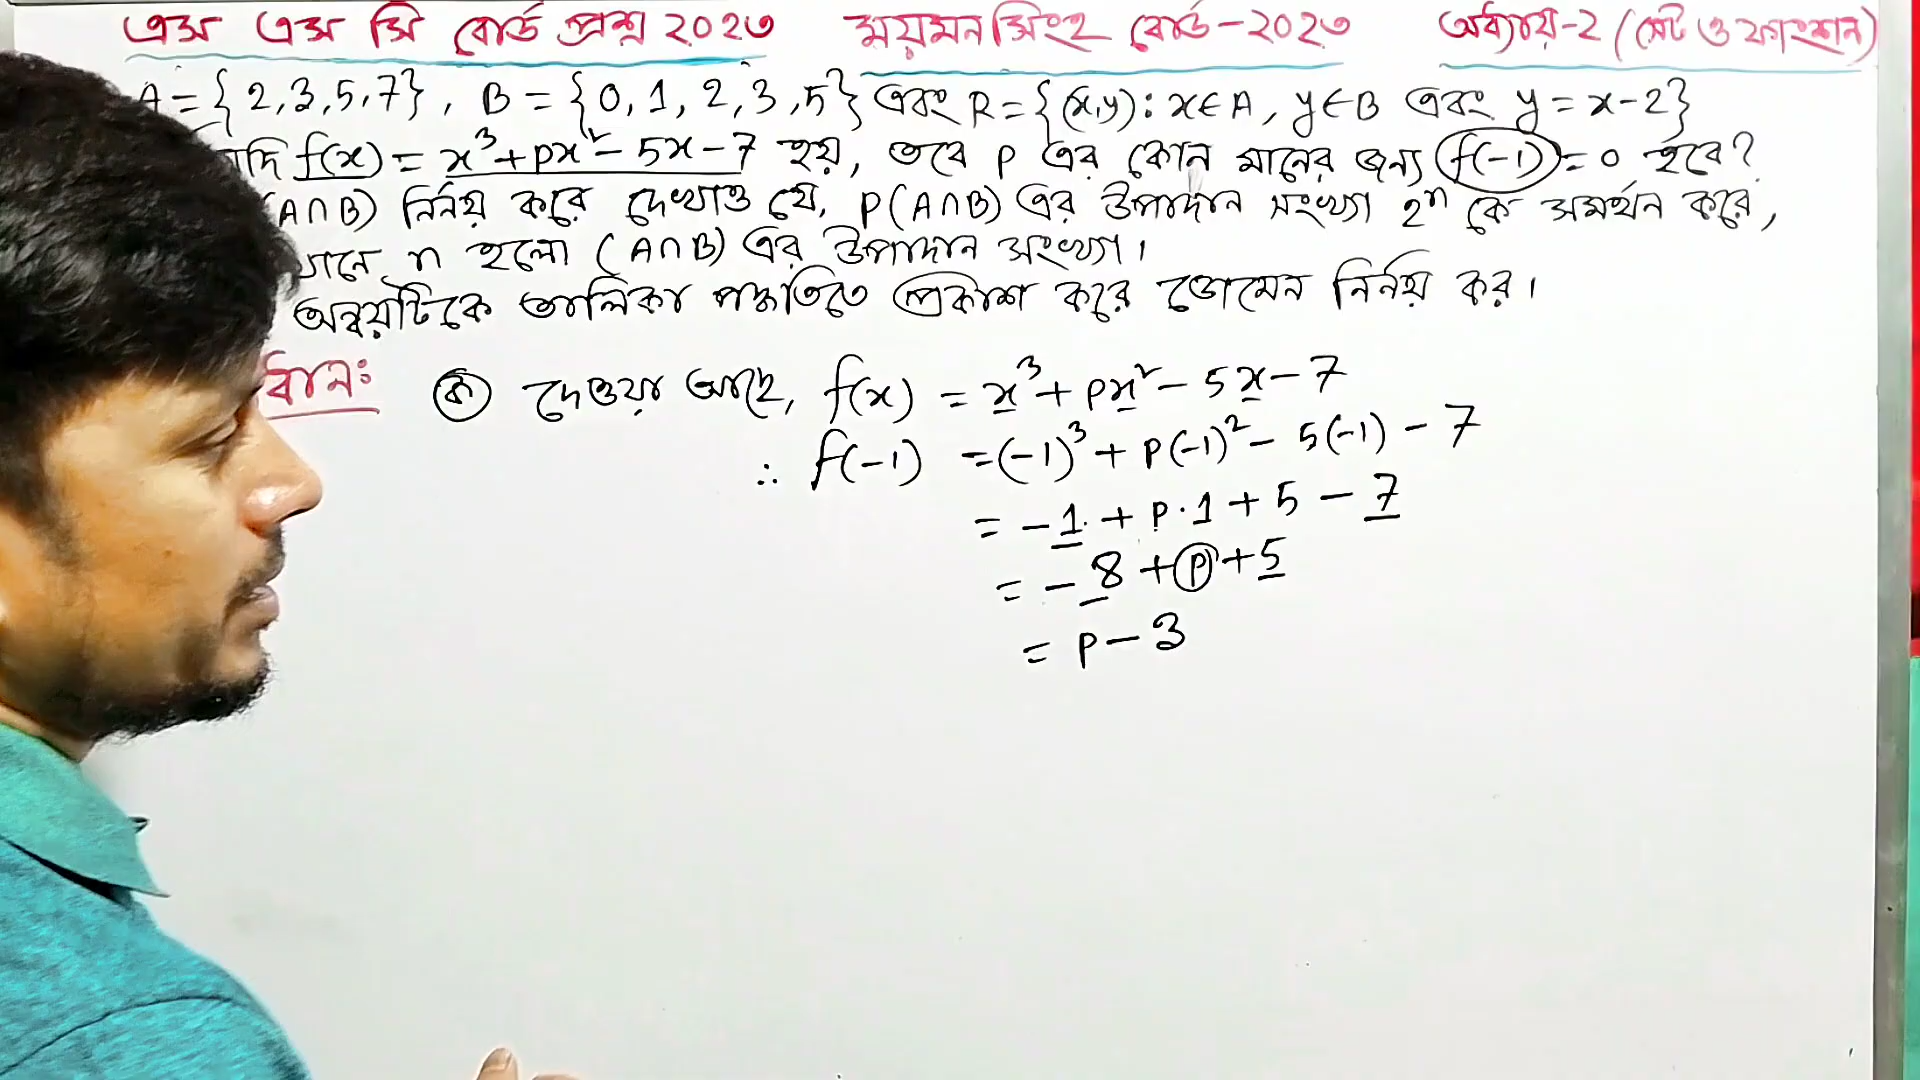 এস এস সি বোর্ড প্রশ্ন ২০২৩ ময়মনসিংহ বোর্ড-২০২৩ অধ্যায়-২ (সেট ও ফাংশন)
A = {2,3,5,7}, B = {0,1,2,3,5} এবং R = {(x,y): x∈A, y∈B এবং y = x-2}
যদি f(x) = x³+px²-5x-7 হয়, তবে p এর কোন মানের জন্য f(-1)=0 হবে?
(A∩B) নির্নয় করে দেখাও যে, P(A∩B) এর উপাদান সংখ্যা 2ⁿ কে সমর্থন করে,
n হলো (A∩B) এর উপাদান সংখ্যা।
অন্বয়টিকে তালিকা পদ্ধতিতে প্রকাশ করে ডোমেন নির্নয় কর।
ধান:
ক দেওয়া আছে, f(x) = x³ + px² - 5x - 7
∴ f(-1) = (-1)³ + p(-1)² - 5(-1) - 7
= -1 + p·1 + 5 - 7
= -8 + p + 5
= p - 3